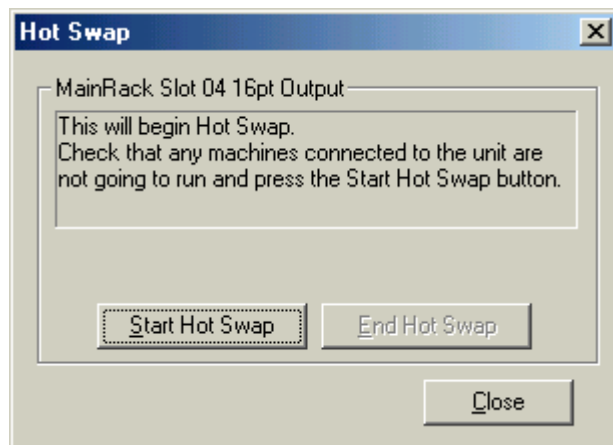 Hot Swap
MainRack Slot 04 16pt Output
This will begin Hot Swap.
Check that any machines connected to the unit are
not going to run and press the Start Hot Swap button.
Start Hot Swap
End Hot Swap
Close